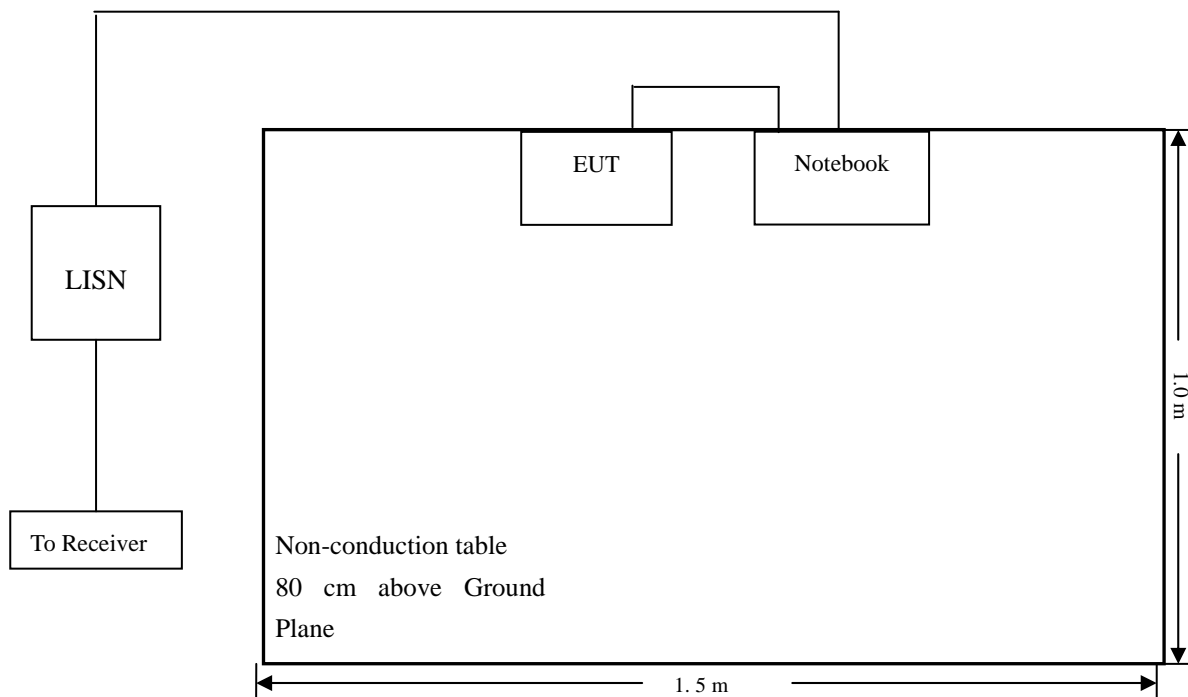 EUT
Notebook
LISN
1.0 m
To Receiver
Non-conduction table
80 cm above Ground
Plane
1. 5 m